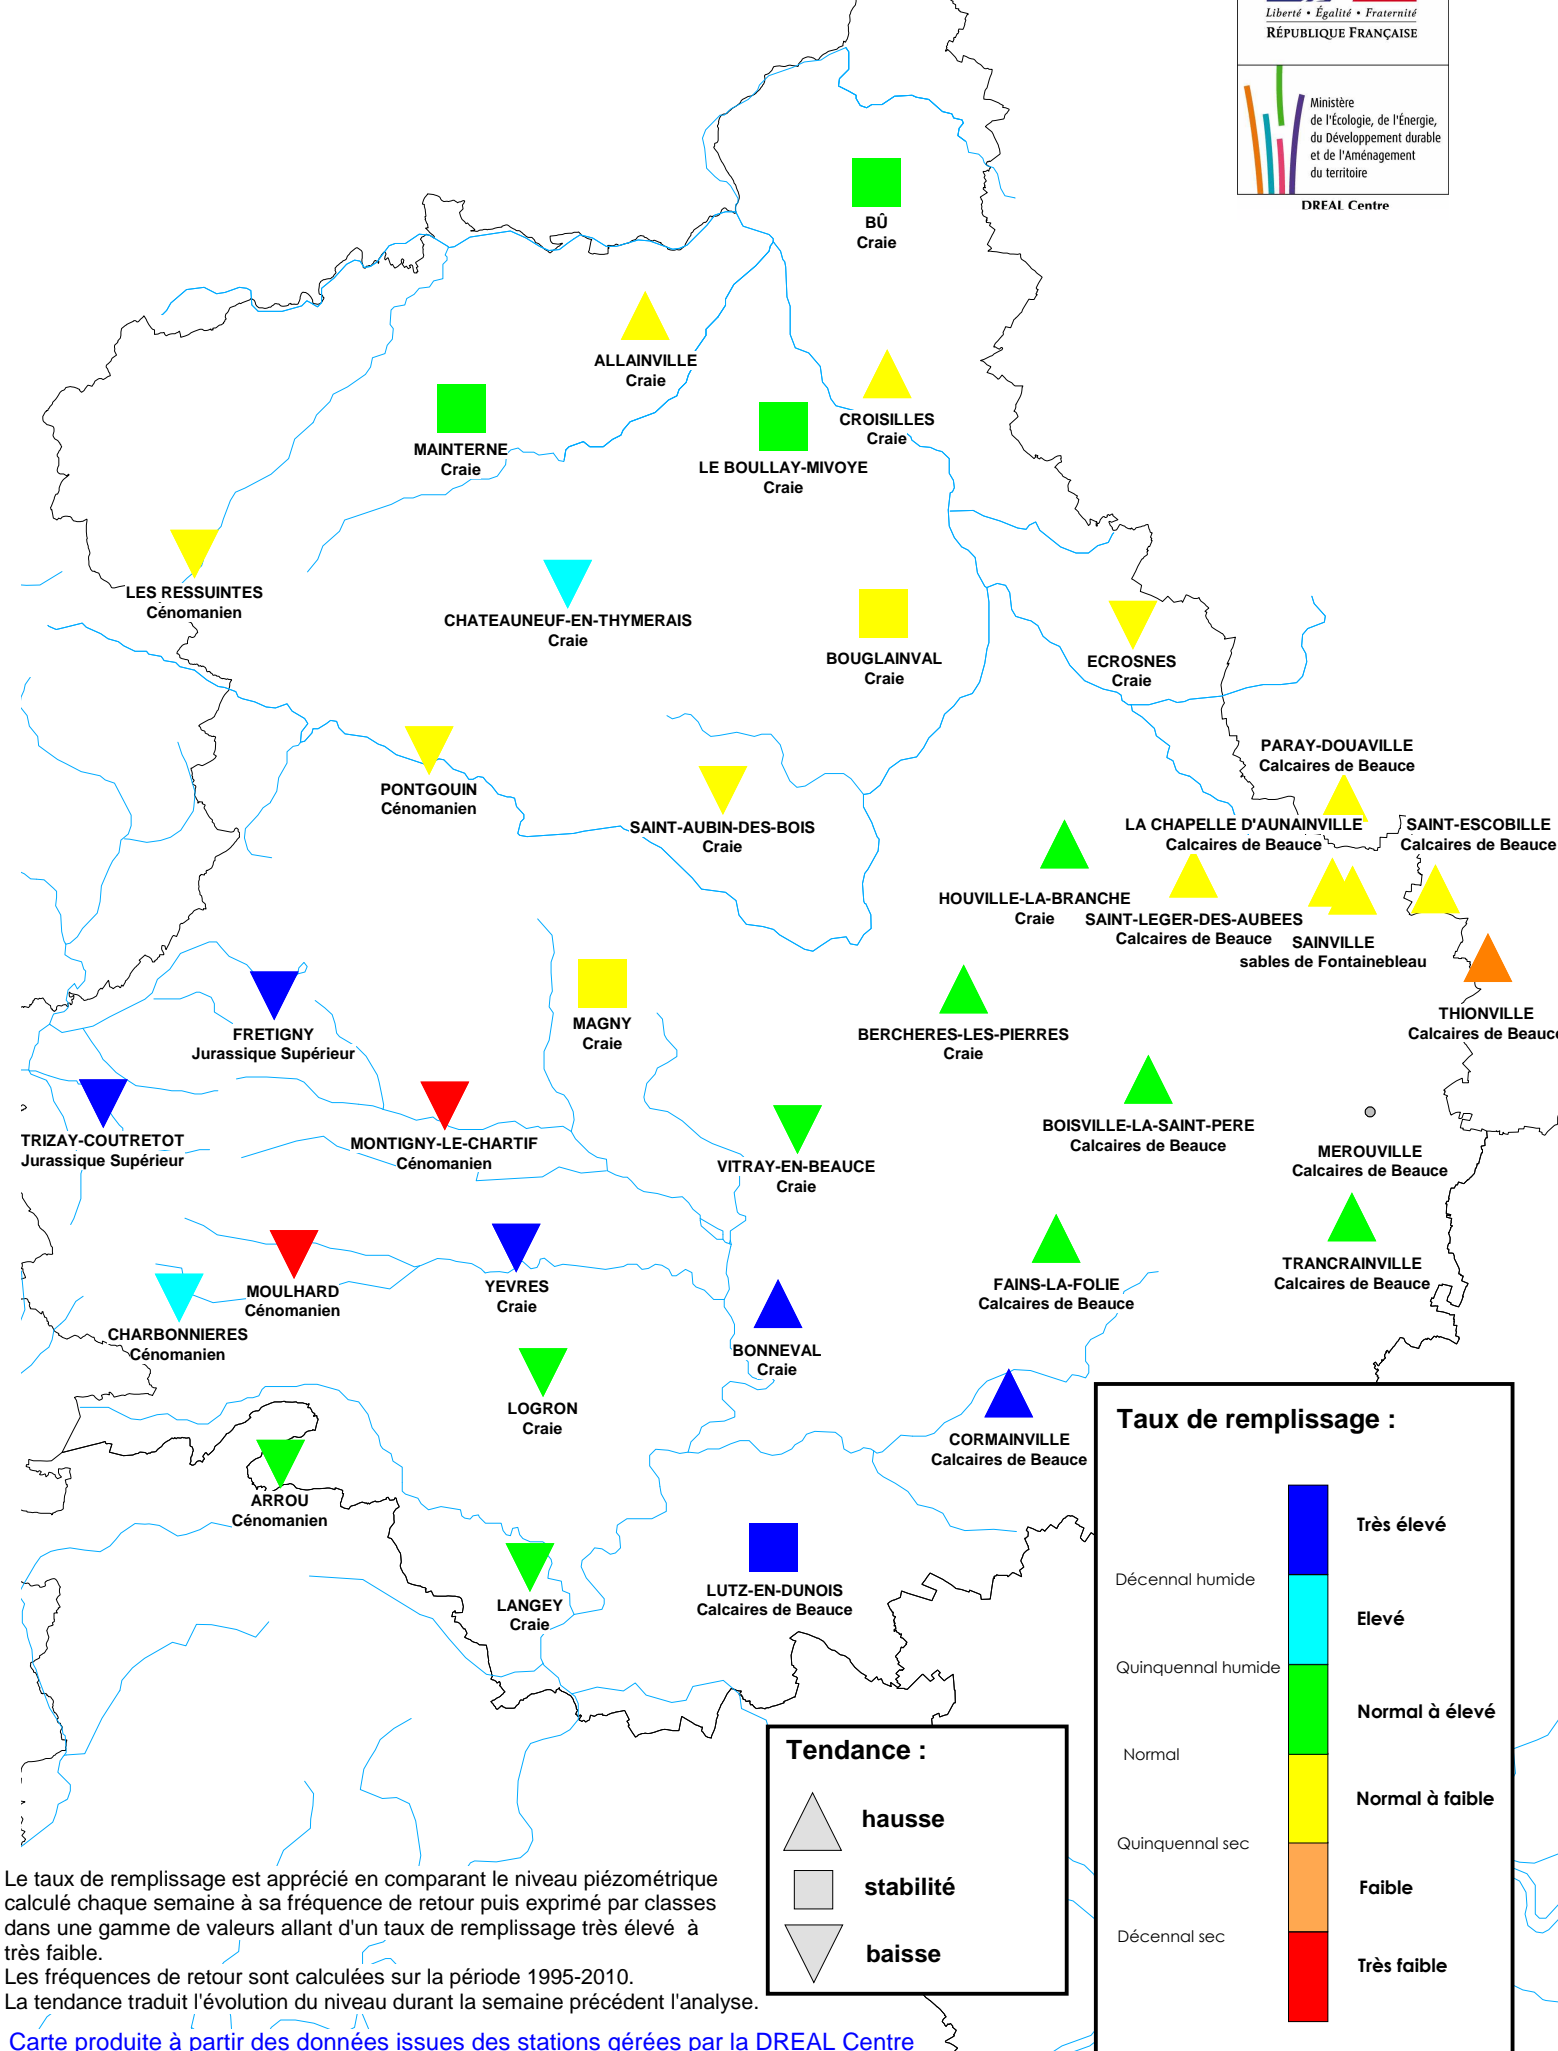 Liberté • Égalité • Fraternité
RÉPUBLIQUE FRANÇAISE
Ministère
de l'Écologie, de l'Énergie,
du Développement durable
et de l'Aménagement
du territoire
DREAL Centre
BÛ
Craie
ALLAINVILLE
Craie
CROISILLES
Craie
MAINTERNE
Craie
LE BOULLAY-MIVOYE
Craie
LES RESSUINTES
Cénomanien
CHATEAUNEUF-EN-THYMERAIS
Craie
BOUGLAINVAL
Craie
ECROSNES
Craie
PARAY-DOUAVILLE
Calcaires de Beauce
PONTGOUIN
Cénomanien
SAINT-AUBIN-DES-BOIS
Craie
LA CHAPELLE D'AUNAINVILLE
Calcaires de Beauce
SAINT-ESCOBILLE
Calcaires de Beauce
HOUVILLE-LA-BRANCHE
Craie
SAINT-LEGER-DES-AUBEES
Calcaires de Beauce
SAINVILLE
sables de Fontainebleau
THIONVILLE
Calcaires de Beauce
FRETIGNY
Jurassique Supérieur
MAGNY
Craie
BERCHERES-LES-PIERRES
Craie
TRIZAY-COUTRETOT
Jurassique Supérieur
MONTIGNY-LE-CHARTIF
Cénomanien
VITRAY-EN-BEAUCE
Craie
BOISVILLE-LA-SAINT-PERE
Calcaires de Beauce
MEROUVILLE
Calcaires de Beauce
MOULHARD
Cénomanien
YEVRES
Craie
FAINS-LA-FOLIE
Calcaires de Beauce
TRANCRAINVILLE
Calcaires de Beauce
CHARBONNIERES
Cénomanien
BONNEVAL
Craie
LOGRON
Craie
CORMAINVILLE
Calcaires de Beauce
ARROU
Cénomanien
LANGEY
Craie
LUTZ-EN-DUNOIS
Calcaires de Beauce
Taux de remplissage :
Très élevé
Décennal humide
Elevé
Quinquennal humide
Normal à élevé
Normal
Normal à faible
Quinquennal sec
Faible
Décennal sec
Très faible
Tendance :
hausse
stabilité
baisse
Le taux de remplissage est apprécié en comparant le niveau piézométrique
calculé chaque semaine à sa fréquence de retour puis exprimé par classes
dans une gamme de valeurs allant d'un taux de remplissage très élevé à
très faible.
Les fréquences de retour sont calculées sur la période 1995-2010.
La tendance traduit l'évolution du niveau durant la semaine précédent l'analyse.
Carte produite à partir des données issues des stations gérées par la DREAL Centre